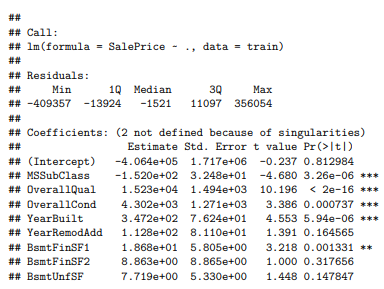 ##
## Call:
## lm(formula = SalePrice ~ ., data = train)
##
## Residuals:
##     Min      1Q  Median      3Q     Max
## -409357  -13924   -1521   11097  356054
##
## Coefficients: (2 not defined because of singularities)
##               Estimate Std. Error t value Pr(>|t|)
## (Intercept)  -4.064e+05  1.717e+06  -0.237 0.812984
## MSSubClass   -1.520e+02  3.248e+01  -4.680 3.26e-06 ***
## OverallQual   1.523e+04  1.494e+03  10.196  < 2e-16 ***
## OverallCond   4.302e+03  1.271e+03   3.386 0.000737 ***
## YearBuilt     3.472e+02  7.624e+01   4.553 5.94e-06 ***
## YearRemodAdd  1.128e+02  8.110e+01   1.391 0.164565
## BsmtFinSF1    1.868e+01  5.805e+00   3.218 0.001331 **
## BsmtFinSF2    8.863e+00  8.865e+00   1.000 0.317656
## BsmtUnfSF     7.719e+00  5.330e+00   1.448 0.147847